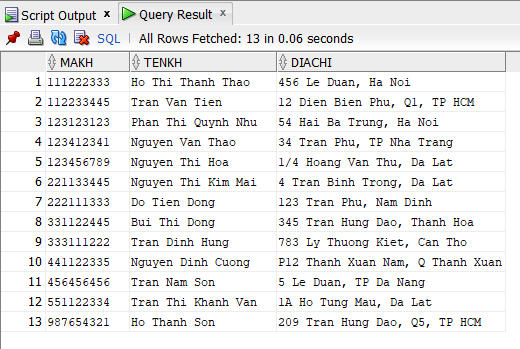 Script Output x Query Result x
SQL | All Rows Fetched: 13 in 0.06 seconds
MAKH TENKH DIACHI
1 111222333 Ho Thi Thanh Thao 456 Le Duan, Ha Noi
2 112233445 Tran Van Tien 12 Dien Bien Phu, Q1, TP HCM
3 123123123 Phan Thi Quynh Nhu 54 Hai Ba Trung, Ha Noi
4 123412341 Nguyen Van Thao 34 Tran Phu, TP Nha Trang
5 123456789 Nguyen Thi Hoa 1/4 Hoang Van Thu, Da Lat
6 221133445 Nguyen Thi Kim Mai 4 Tran Binh Trong, Da Lat
7 222111333 Do Tien Dong 123 Tran Phu, Nam Dinh
8 331122445 Bui Thi Dong 345 Tran Hung Dao, Thanh Hoa
9 333111222 Tran Dinh Hung 783 Ly Thuong Kiet, Can Tho
10 441122335 Nguyen Dinh Cuong P12 Thanh Xuan Nam, Q Thanh Xuan
11 456456456 Tran Nam Son 5 Le Duan, TP Da Nang
12 551122334 Tran Thi Khanh Van 1A Ho Tung Mau, Da Lat
13 987654321 Ho Thanh Son 209 Tran Hung Dao, Q5, TP HCM